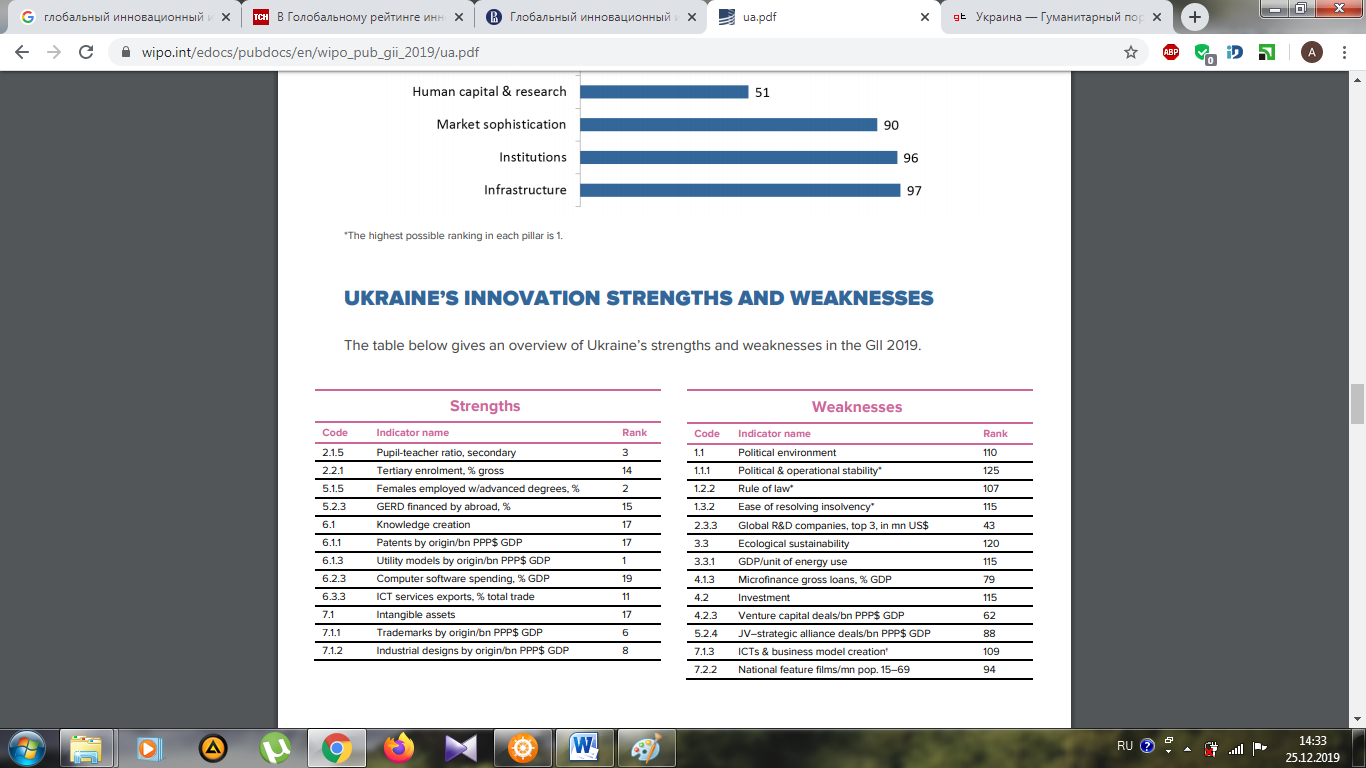 глобальный инновационный и
ТСН В Голобальному рейтинге инн
Глобальный инновационный и
ua.pdf
gt Украина — Гуманитарный пор
wipo.int/edocs/pubdocs/en/wipo_pub_gii_2019/ua.pdf
ABP 0 A
Human capital & research 51
Market sophistication 90
Institutions 96
Infrastructure 97
*The highest possible ranking in each pillar is 1.
UKRAINE'S INNOVATION STRENGTHS AND WEAKNESSES
The table below gives an overview of Ukraine's strengths and weaknesses in the GII 2019.
Strengths
Code Indicator name Rank
2.1.5 Pupil-teacher ratio, secondary 3
2.2.1 Tertiary enrolment, % gross 14
5.1.5 Females employed w/advanced degrees, % 2
5.2.3 GERD financed by abroad, % 15
6.1 Knowledge creation 17
6.1.1 Patents by origin/bn PPP$ GDP 17
6.1.3 Utility models by origin/bn PPP$ GDP 1
6.2.3 Computer software spending, % GDP 19
6.3.3 ICT services exports, % total trade 11
7.1 Intangible assets 17
7.1.1 Trademarks by origin/bn PPP$ GDP 6
7.1.2 Industrial designs by origin/bn PPP$ GDP 8
Weaknesses
Code Indicator name Rank
1.1 Political environment 110
1.1.1 Political & operational stability* 125
1.2.2 Rule of law* 107
1.3.2 Ease of resolving insolvency* 115
2.3.3 Global R&D companies, top 3, in mn US$ 43
3.3 Ecological sustainability 120
3.3.1 GDP/unit of energy use 115
4.1.3 Microfinance gross loans, % GDP 79
4.2 Investment 115
4.2.3 Venture capital deals/bn PPP$ GDP 62
5.2.4 JV–strategic alliance deals/bn PPP$ GDP 88
7.1.3 ICTs & business model creation† 109
7.2.2 National feature films/mn pop. 15–69 94
RU 14:33
25.12.2019